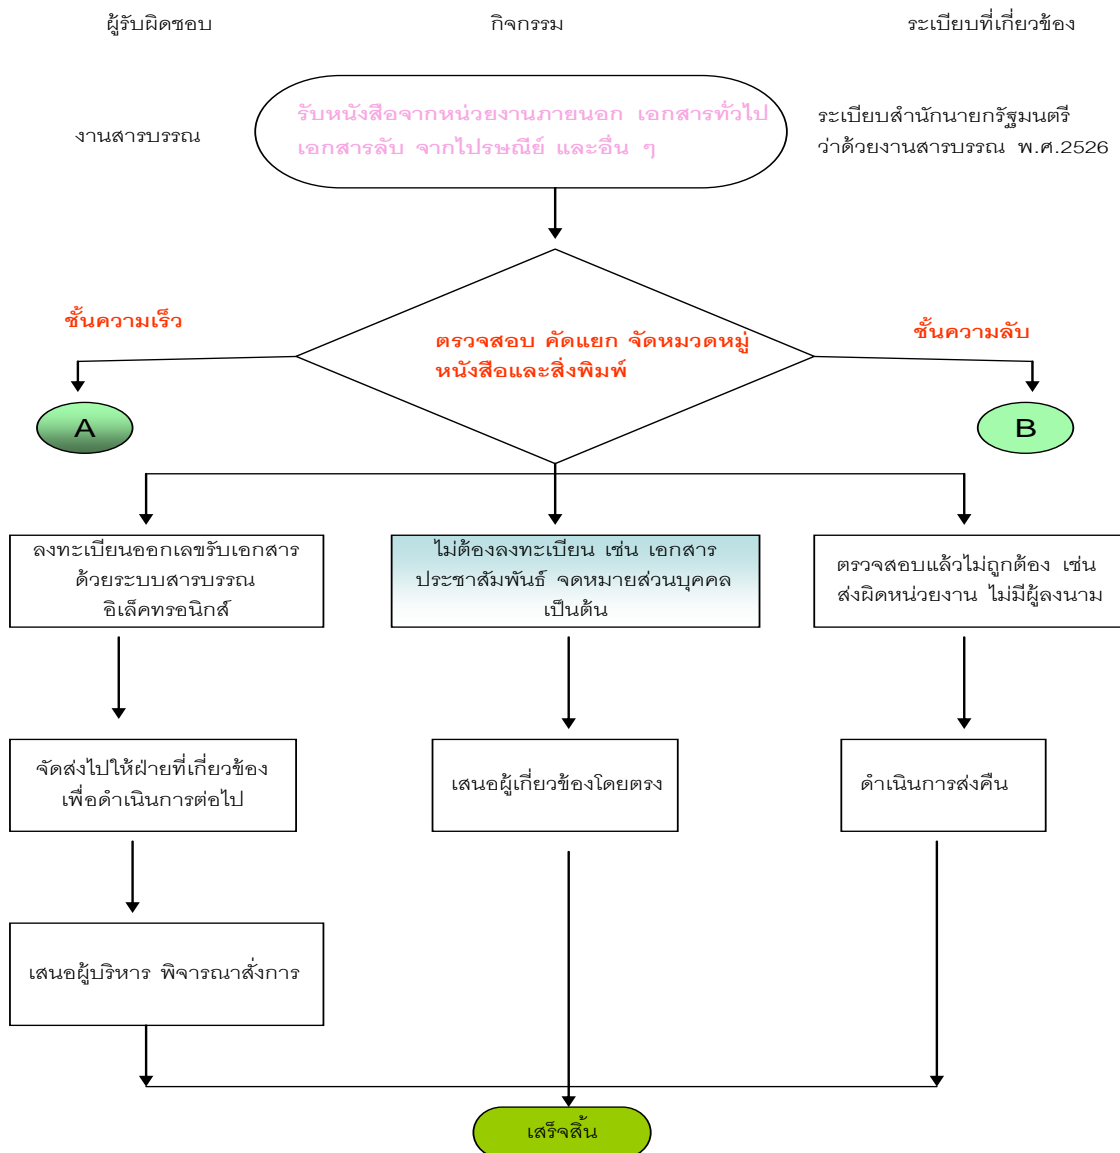 ผู้รับผิดชอบ
กิจกรรม
ระเบียบที่เกี่ยวข้อง
งานสารบรรณ
รับหนังสือจากหน่วยงานภายนอก เอกสารทั่วไป
เอกสารลับ จากไปรษณีย์ และอื่น ๆ
ระเบียบสำนักนายกรัฐมนตรี
ว่าด้วยงานสารบรรณ พ.ศ.2526
ชั้นความเร็ว
ตรวจสอบ คัดแยก จัดหมวดหมู่
หนังสือและสิ่งพิมพ์
ชั้นความลับ
A
B
ลงทะเบียนออกเลขรับเอกสาร
ด้วยระบบสารบรรณ
อิเล็คทรอนิกส์
ไม่ต้องลงทะเบียน เช่น เอกสาร
ประชาสัมพันธ์ จดหมายส่วนบุคคล
เป็นต้น
ตรวจสอบแล้วไม่ถูกต้อง เช่น
ส่งผิดหน่วยงาน ไม่มีผู้ลงนาม
จัดส่งไปให้ฝ่ายที่เกี่ยวข้อง
เพื่อดำเนินการต่อไป
เสนอผู้เกี่ยวข้องโดยตรง
ดำเนินการส่งคืน
เสนอผู้บริหาร พิจารณาสั่งการ
เสร็จสิ้น